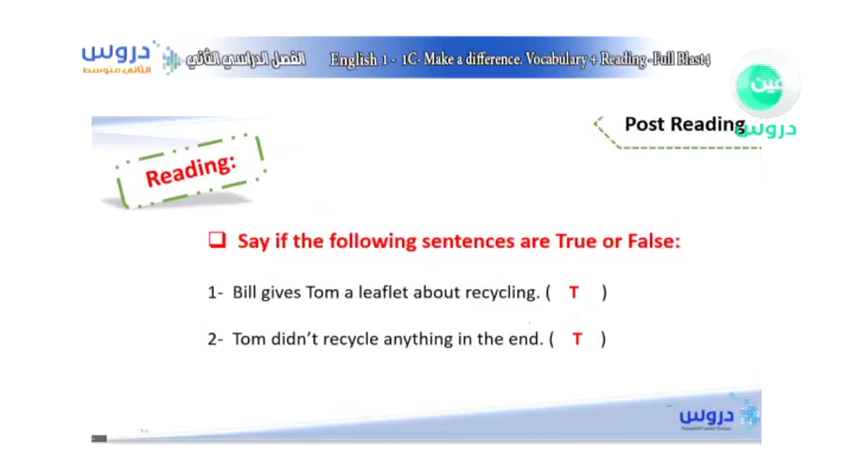 دروس
الثاني متوسط
الفصل الدراسي الثاني
English 1 - 1C- Make a difference. Vocabulary + Reading -Full Blast4
عين
دروس
Post Reading
Reading:
Say if the following sentences are True or False:
1- Bill gives Tom a leaflet about recycling. ( T )
2- Tom didn’t recycle anything in the end. ( T )
دروس